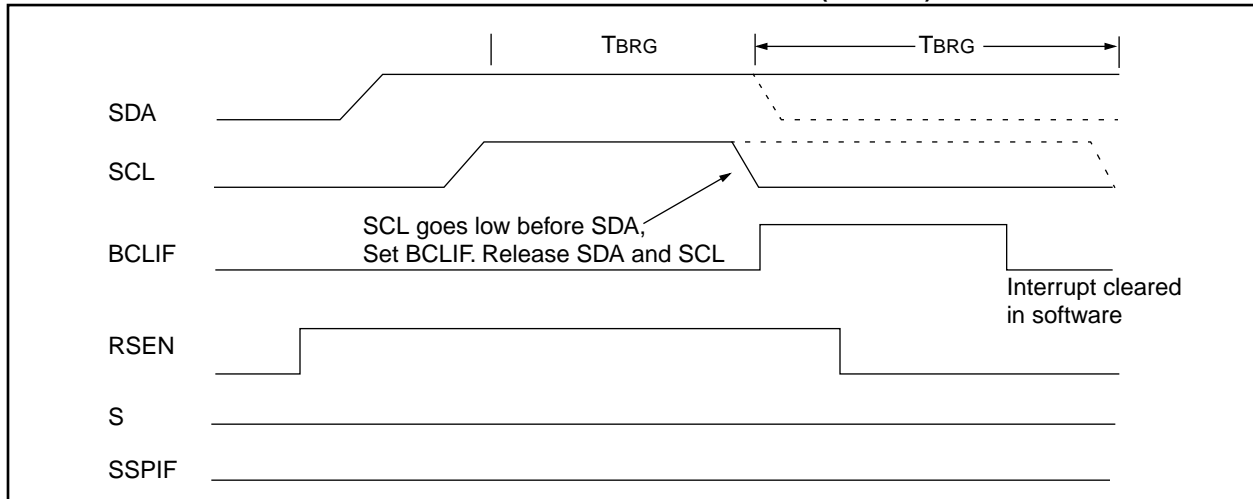 TBRG
TBRG
SDA
SCL
SCL goes low before SDA,
Set BCLIF. Release SDA and SCL
BCLIF
Interrupt cleared
in software
RSEN
S
SSPIF